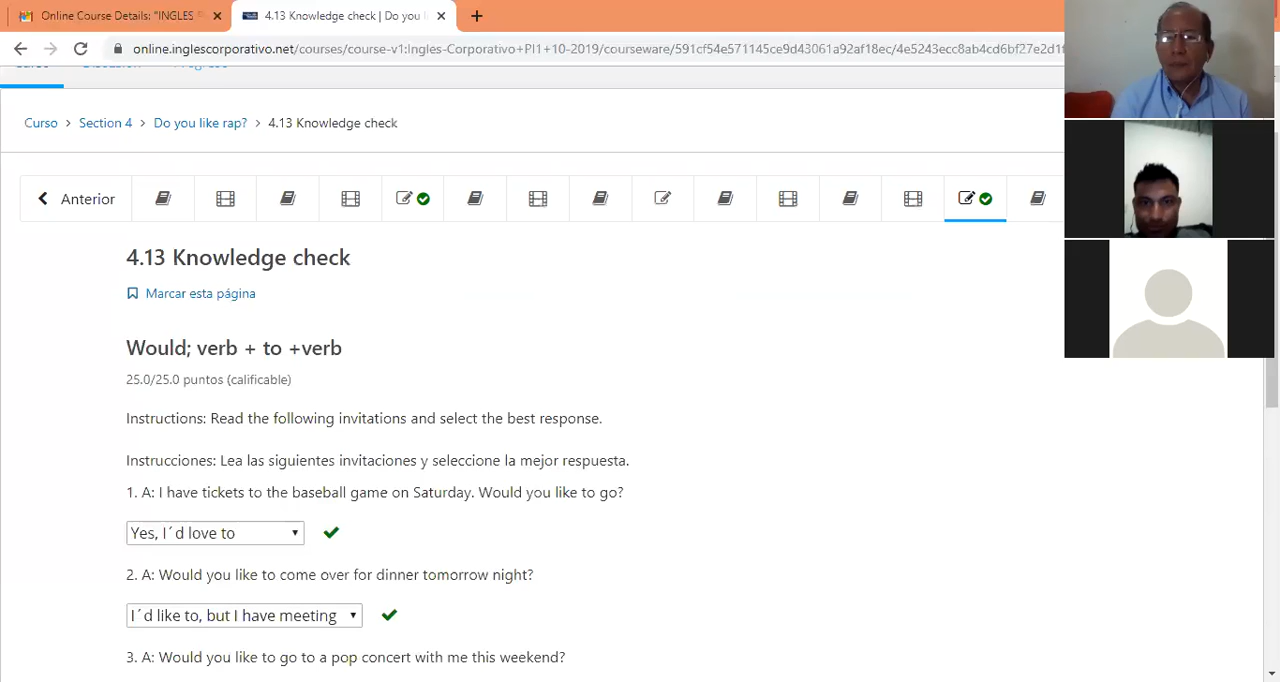 Online Course Details: "INGLES
4.13 Knowledge check | Do you l
online.inglescorporativo.net/courses/course-v1:Ingles-Corporativo+PI1+10-2019/courseware/591cf54e571145ce9d43061a92af18ec/4e5243ecc8ab4cd6bf27e2d1f
Curso > Section 4 > Do you like rap? > 4.13 Knowledge check
Anterior
4.13 Knowledge check
Marcar esta página
Would; verb + to +verb
25.0/25.0 puntos (calificable)
Instructions: Read the following invitations and select the best response.
Instrucciones: Lea las siguientes invitaciones y seleccione la mejor respuesta.
1. A: I have tickets to the baseball game on Saturday. Would you like to go?
Yes, I´d love to
2. A: Would you like to come over for dinner tomorrow night?
I´d like to, but I have meeting
3. A: Would you like to go to a pop concert with me this weekend?